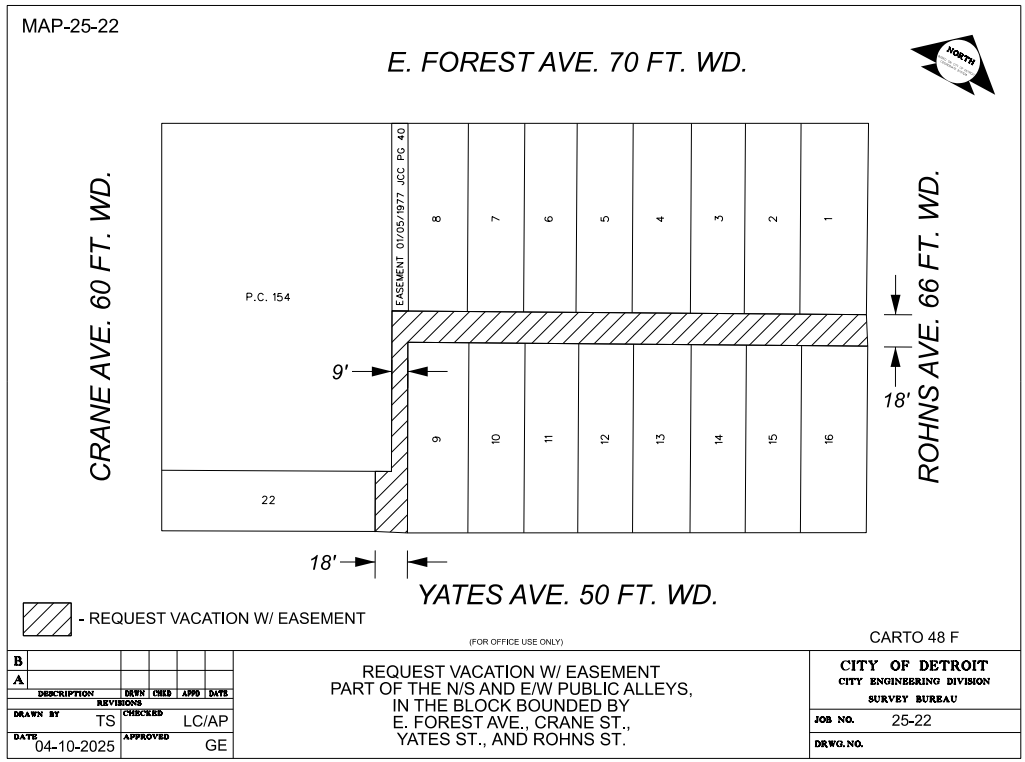 MAP-25-22
E. FOREST AVE. 70 FT. WD.
NORTH
CRANE AVE. 60 FT. WD.
P.C. 154
EASEMENT 01/05/1977 JCC PG 40
8
7
6
5
4
3
2
1
ROHNS AVE. 66 FT. WD.
18'
9'
9
10
11
12
13
14
15
16
22
18'
YATES AVE. 50 FT. WD.
- REQUEST VACATION W/ EASEMENT
(FOR OFFICE USE ONLY)
CARTO 48 F
B
A
DESCRIPTION DRWN CHKD APPD DATE
REVISIONS
DRAWN BY TS CHECKED LC/AP
DATE 04-10-2025 APPROVED GE
REQUEST VACATION W/ EASEMENT
PART OF THE N/S AND E/W PUBLIC ALLEYS,
IN THE BLOCK BOUNDED BY
E. FOREST AVE., CRANE ST.,
YATES ST., AND ROHNS ST.
CITY OF DETROIT
CITY ENGINEERING DIVISION
SURVEY BUREAU
JOB NO. 25-22
DRWG. NO.